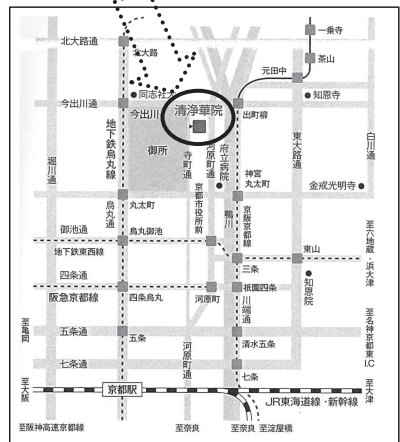 一乗寺
北大路通
北大路
茶山
元田中
同志社大
知恩寺
今出川通
今出川
清浄華院
出町柳
地下鉄烏丸線
御所
寺町通
河原町通
府立病院
東大路通
白川通
堀川通
烏丸通
丸太町
神宮
丸太町
金戒光明寺
京都市役所前
鴨川
京阪京都線
御池通
烏丸御池
地下鉄東西線
東山
三条
至六地蔵・浜大津
四条通
祇園四条
知恩院
阪急京都線
四条烏丸
河原町
川端通
至亀岡
五条通
五条
清水五条
至名神京都東I.C
七条通
河原町通
七条
至大阪
京都駅
至大津
JR東海道線・新幹線
至阪神高速京都線
至奈良
至奈良
至淀屋橋